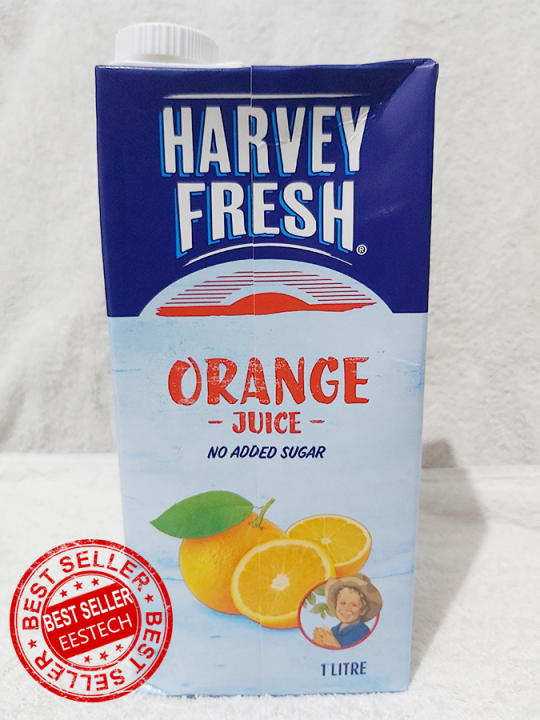 HARVEY
FRESH®
ORANGE
- JUICE -
NO ADDED SUGAR
1 LITRE
BEST SELLER
BEST SELLER
EESTECH
BEST SELLER